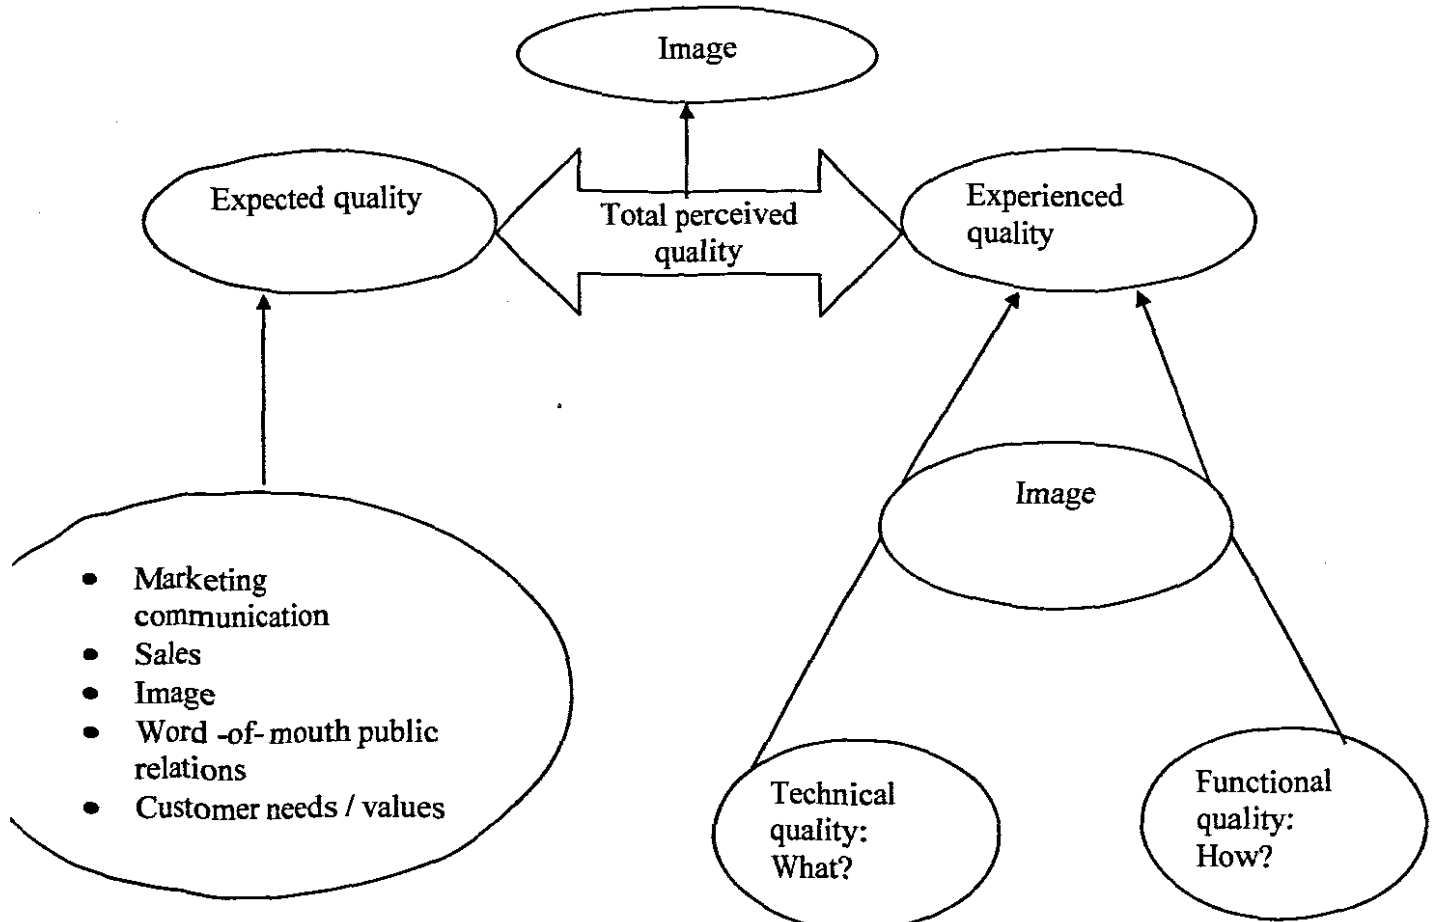 Image
Expected quality
Total perceived
quality
Experienced
quality
Image
• Marketing
communication
• Sales
• Image
• Word -of- mouth public
relations
• Customer needs / values
Technical
quality:
What?
Functional
quality:
How?